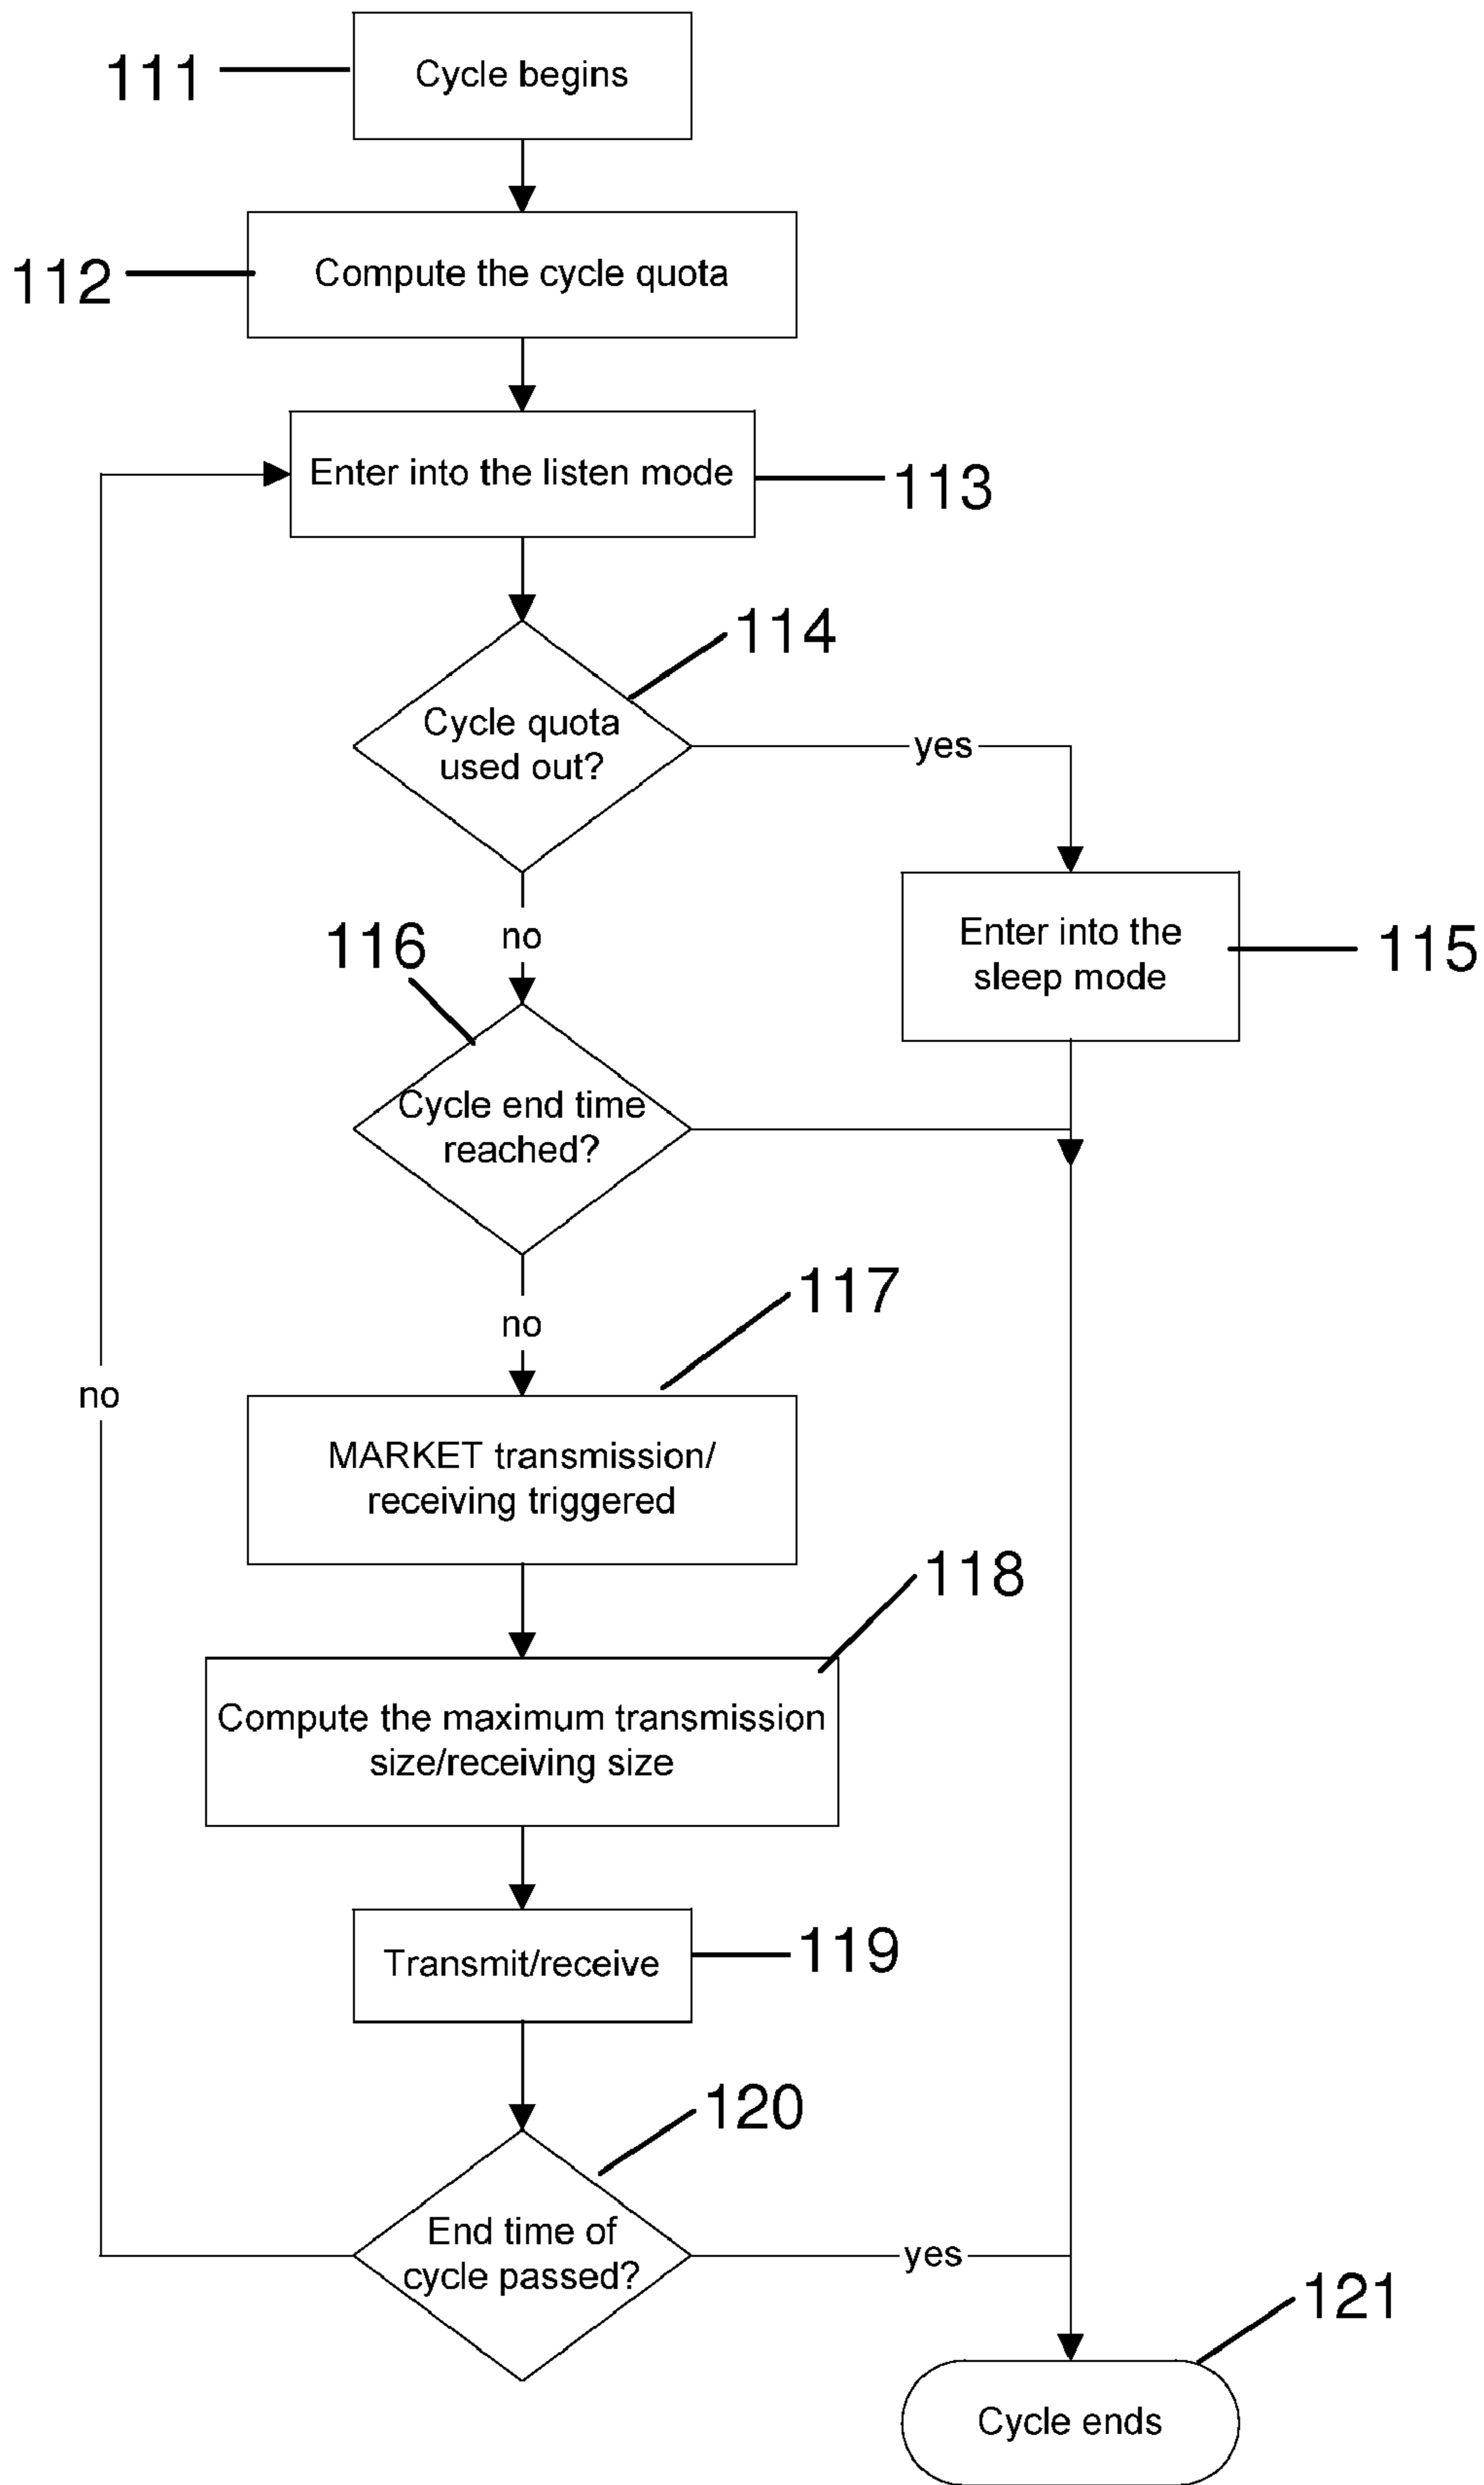 111
Cycle begins
112
Compute the cycle quota
Enter into the listen mode
113
114
Cycle quota
used out?
yes
no
116
Enter into the
sleep mode
115
Cycle end time
reached?
no
117
no
MARKET transmission/
receiving triggered
118
Compute the maximum transmission
size/receiving size
Transmit/receive
119
120
End time of
cycle passed?
yes
121
Cycle ends